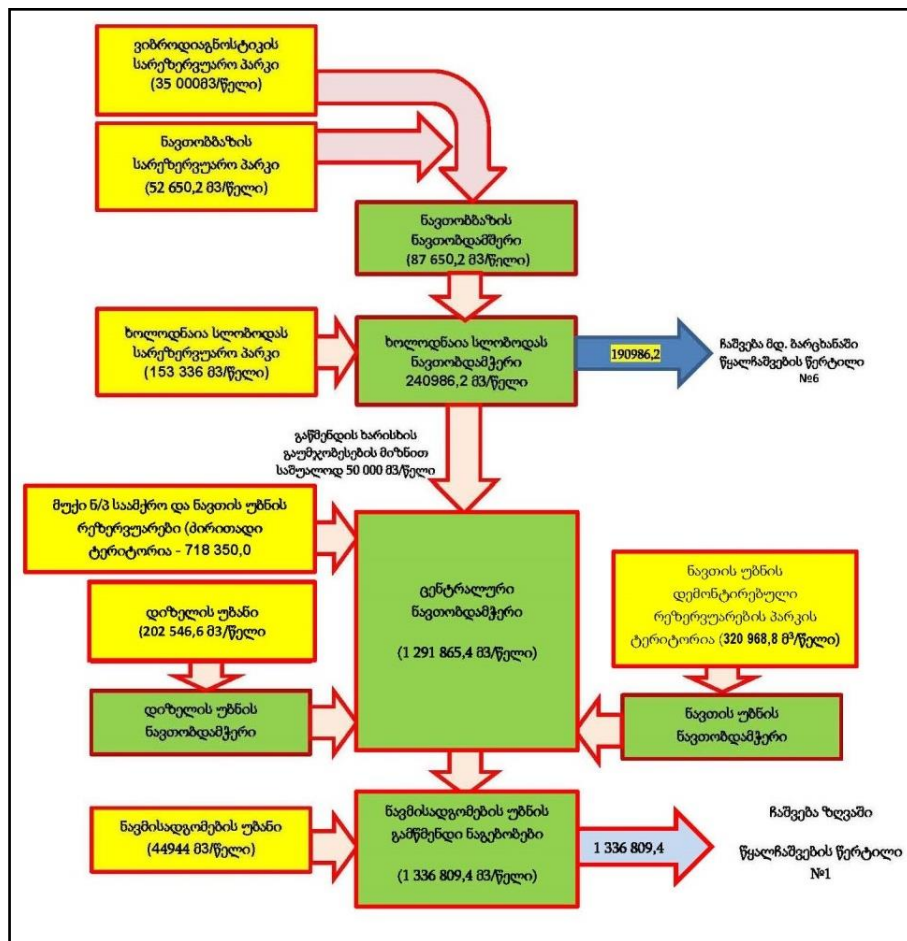 ვიბროდიაგნოსტიკის
სარეზერვუარო პარკი
(35 000მ3/წელი)
ნავთობბაზის
სარეზერვუარო პარკი
(52 650,2 მ3/წელი)
ნავთობბაზის
ნავთობდამშერი
(87 650,2 მ3/წელი)
ხოლოდნაია სლობოდას
სარეზერვუარო პარკი
(153 336 მ3/წელი)
ხოლოდნაია სლობოდას
ნავთობდამჭერი
240986,2 მ3/წელი
190986,2
ჩაშვება მდ. ბარცხანაში
წყალჩაშვების წერტილი
№6
გაწმენდის ხარისხის
გაუმჯობესების მიზნით
საშუალოდ 50 000 მ3/წელი
მუქი ნ/პ საამქრო და ნავთის უბნის
რეზერვუარები (პირითადი
ტერიტორია - 718 350,0
დიზელის უბანი
(202 546,6 მ3/წელი
დიზელის უბნის
ნავთობდამჭერი
ცენტრალური
ნავთობდამჭერი
(1 291 865,4 მ3/წელი)
ნავთის უბნის
დემონტირებული
რეზერვუარების პარკის
ტერიტორია (320 968,8 მ³/წელი)
ნავთის უბნის
ნავთობდამჭერი
ნავმისადგომების უბანი
(44944 მ3/წელი)
ნავმისადგომების უბნის
გამწმენდი ნაგებობები
(1 336 809,4 მ3/წელი)
1 336 809,4
ჩაშვება ზღვაში
წყალჩაშვების წერტილი
№1